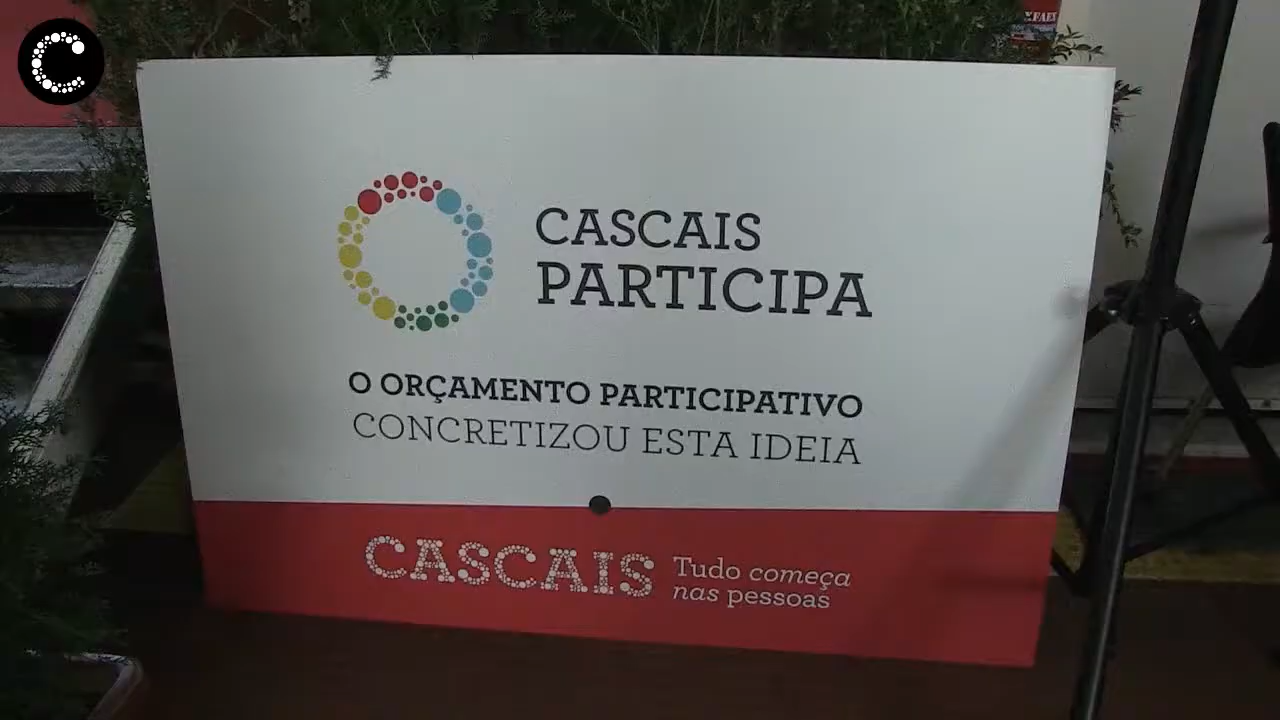 CASCAIS
PARTICIPA
O ORÇAMENTO PARTICIPATIVO
CONCRETIZOU ESTA IDEIA
CASCAIS Tudo começa
nas pessoas